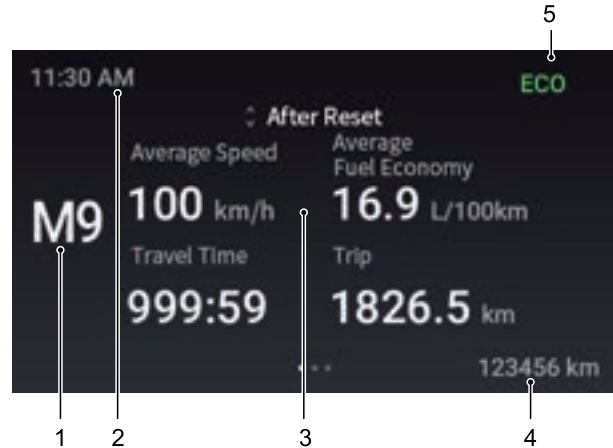 5
11:30 AM
ECO
After Reset
Average Speed
Average
Fuel Economy
M9
100 km/h
16.9 L/100km
Travel Time
Trip
999:59
1826.5 km
123456 km
1
2
3
4